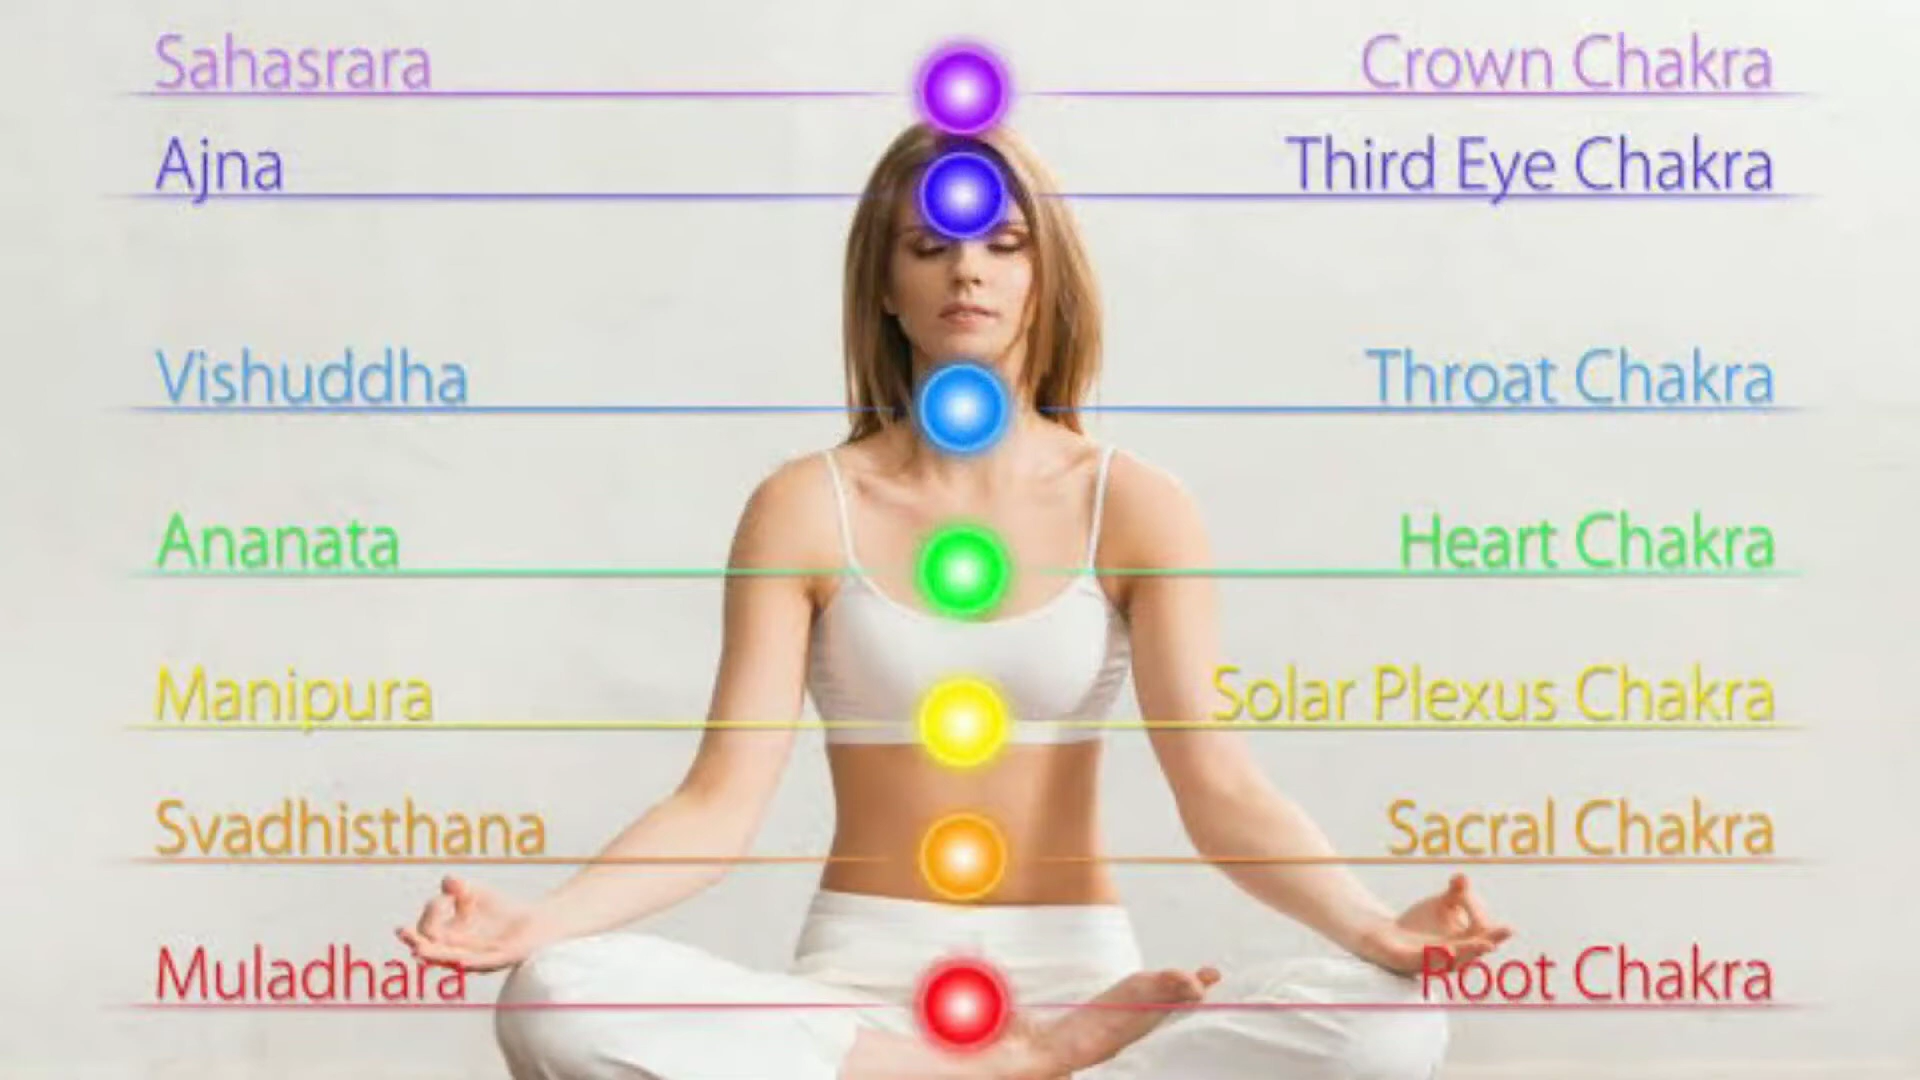 Sahasrara Crown Chakra
Ajna Third Eye Chakra
Vishuddha Throat Chakra
Ananata Heart Chakra
Manipura Solar Plexus Chakra
Svadhisthana Sacral Chakra
Muladhara Root Chakra